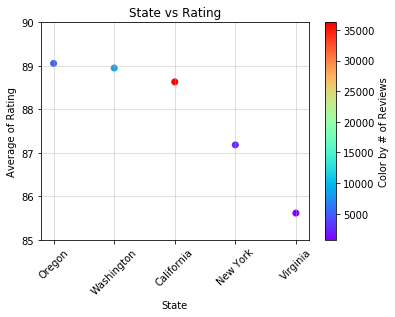 State vs Rating
Average of Rating
90
89
88
87
86
85
Oregon
Washington
California
New York
Virginia
State
35000
30000
25000
20000
15000
10000
5000
Color by # of Reviews